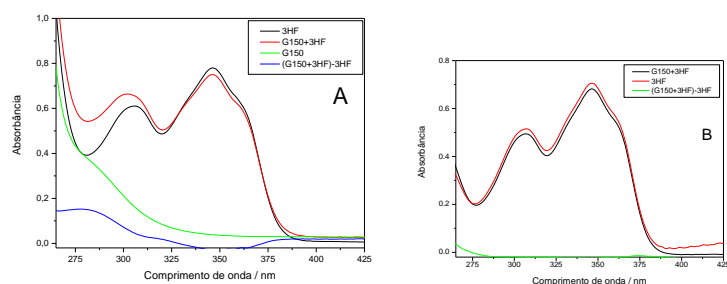 1,0
0,8
0,6
0,4
0,2
0,0
Absorbância
3HF
G150+3HF
G150
(G150+3HF)-3HF
A
275 300 325 350 375 400 425
Comprimento de onda / nm
0,8
0,6
0,4
0,2
0,0
Absorbância
G150+3HF
3HF
(G150+3HF)-3HF
B
275 300 325 350 375 400 425
Comprimento de onda / nm